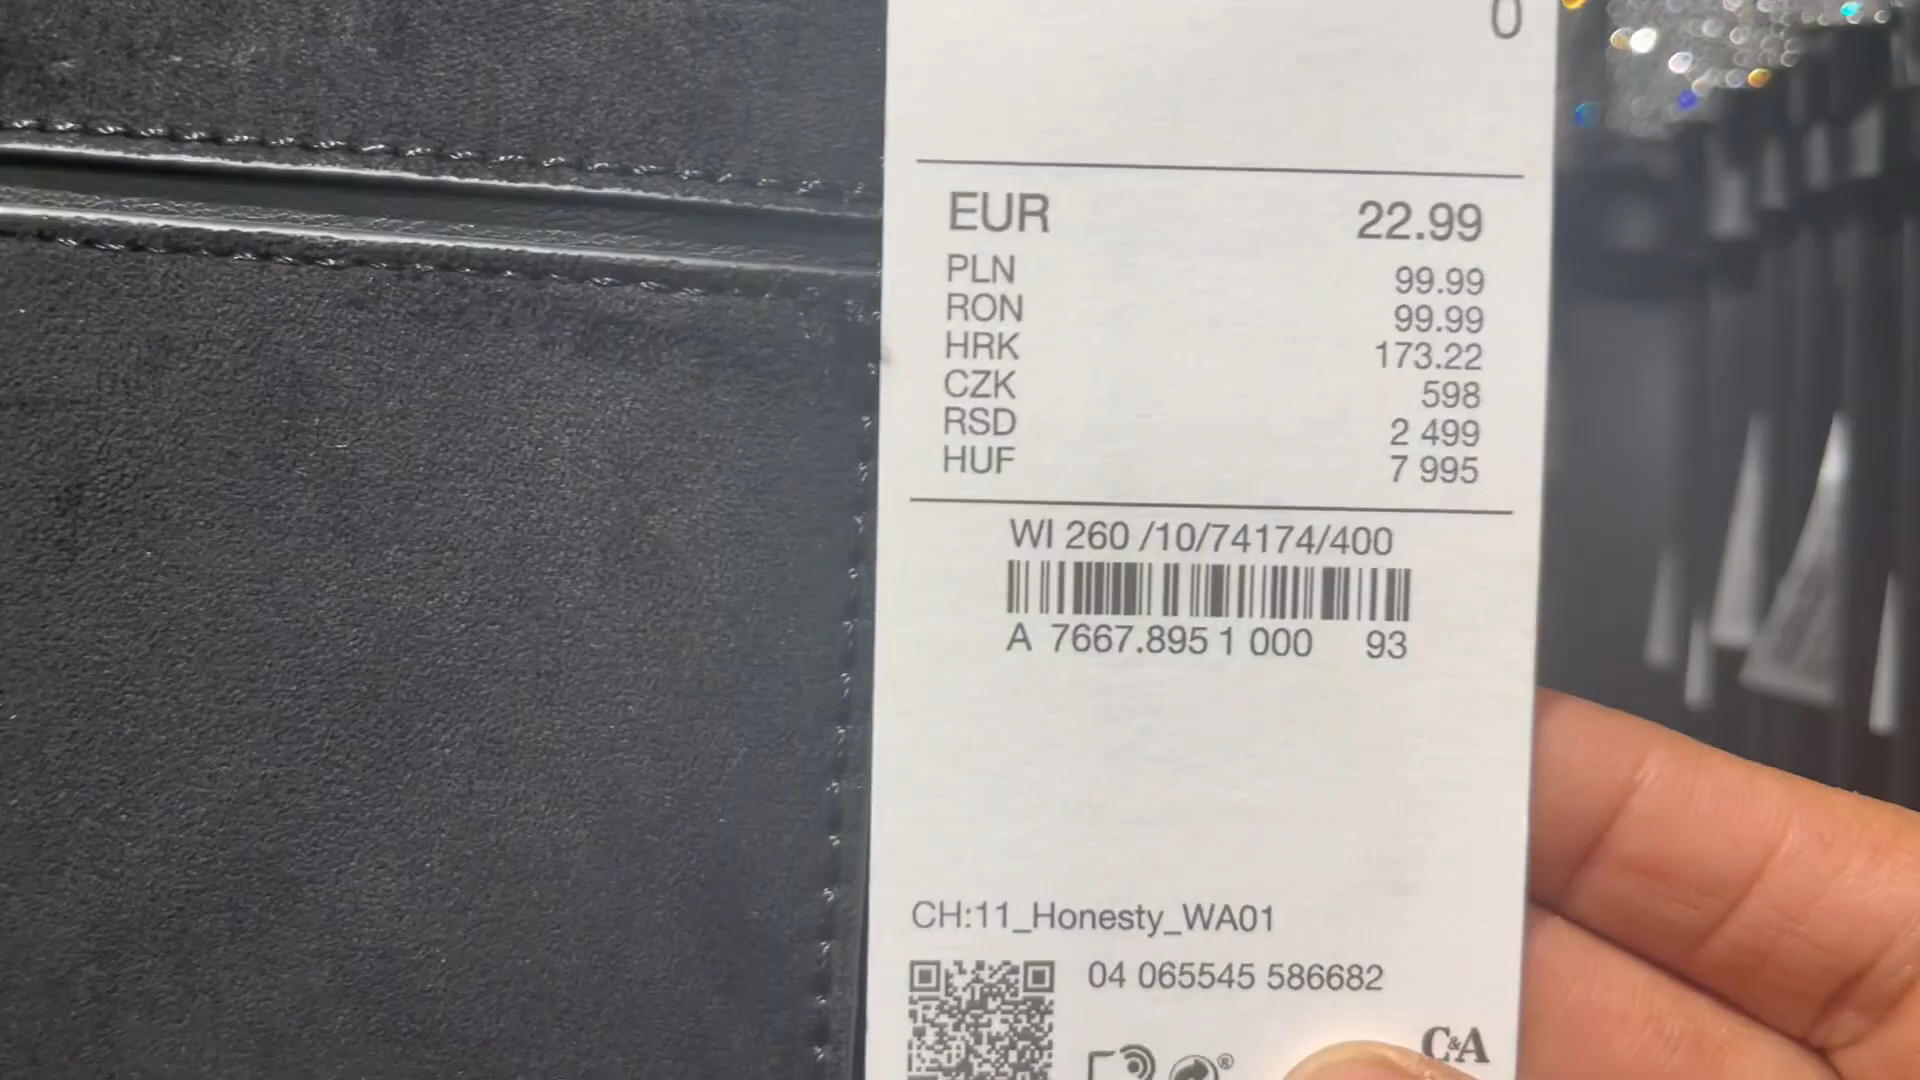 0
EUR 22.99
PLN 99.99
RON 99.99
HRK 173.22
CZK 598
RSD 2 499
HUF 7 995
WI 260 /10/74174/400
A 7667.895 1 000 93
CH:11_Honesty_WA01
04 065545 586682
®
C&A